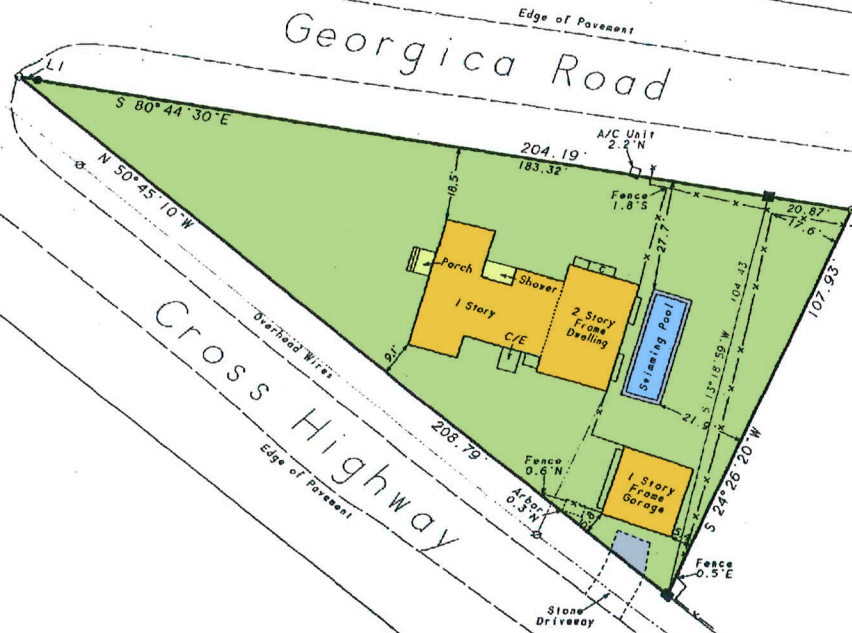 Edge of Pavement
Georgica Road
L1
S 80°44'30"E
204.19'
183.32'
A/C Unit
2.2'N
Fence
1.8'S
20.87'
17.6'
N 50°45'10"W
18.5'
27.7'
104.43
107.93'
Porch
Shower
C
1 Story
2 Story
Frame
Dwelling
C/E
Swimming Pool
S 13°18'59"W
9.1'
Overhead Wires
Cross Highway
21.9'
208.79'
S 24°26'20"W
Edge of Pavement
Fence
0.6'N
Arbor
0.3'N
1 Story
Frame
Garage
Fence
0.5'E
Stone
Driveway